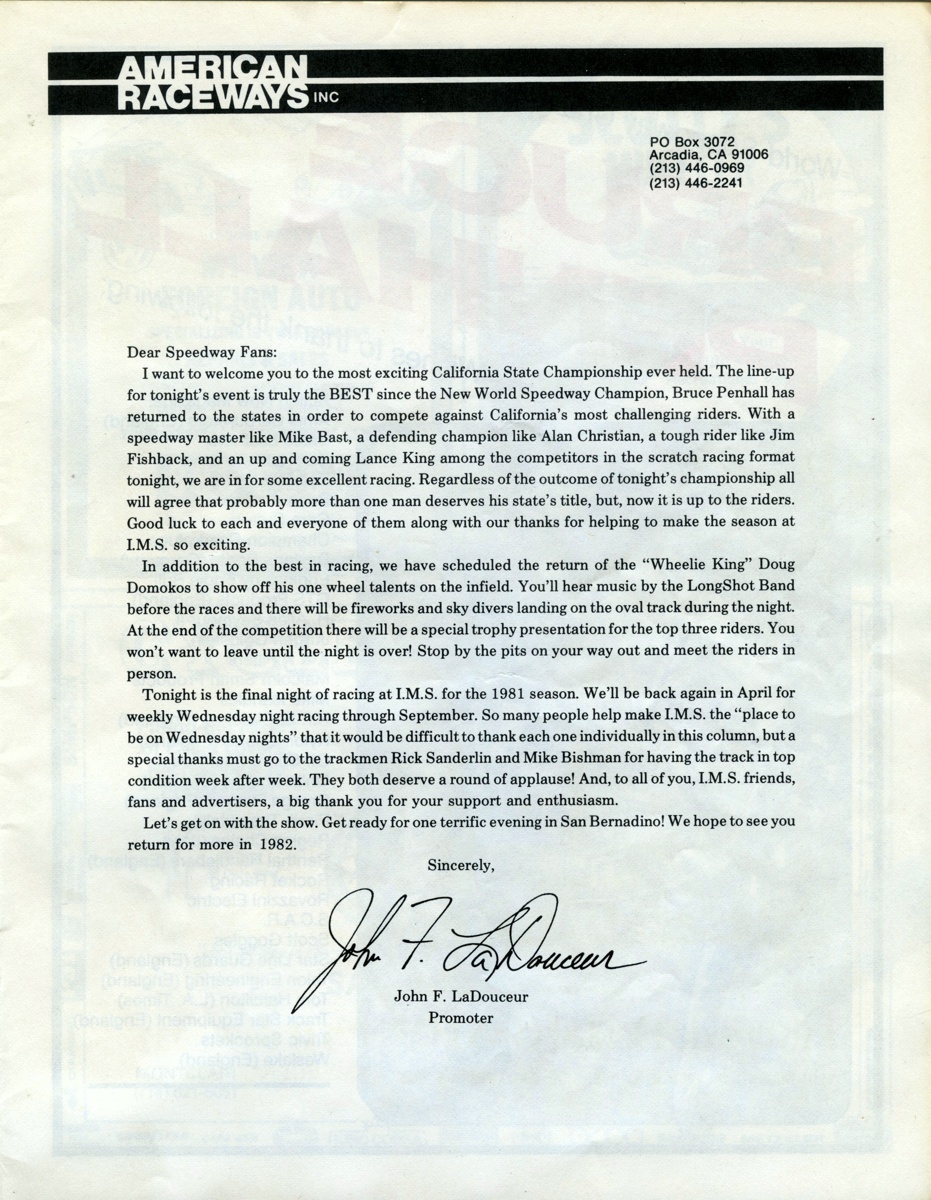 AMERICAN
RACEWAYS INC
PO Box 3072
Arcadia, CA 91006
(213) 446-0969
(213) 446-2241
Dear Speedway Fans:
I want to welcome you to the most exciting California State Championship ever held. The line-up
for tonight's event is truly the BEST since the New World Speedway Champion, Bruce Penhall has
returned to the states in order to compete against California's most challenging riders. With a
speedway master like Mike Bast, a defending champion like Alan Christian, a tough rider like Jim
Fishback, and an up and coming Lance King among the competitors in the scratch racing format
tonight, we are in for some excellent racing. Regardless of the outcome of tonight's championship all
will agree that probably more than one man deserves his state's title, but, now it is up to the riders.
Good luck to each and everyone of them along with our thanks for helping to make the season at
I.M.S. so exciting.
In addition to the best in racing, we have scheduled the return of the "Wheelie King" Doug
Domokos to show off his one wheel talents on the infield. You'll hear music by the LongShot Band
before the races and there will be fireworks and sky divers landing on the oval track during the night.
At the end of the competition there will be a special trophy presentation for the top three riders. You
won't want to leave until the night is over! Stop by the pits on your way out and meet the riders in
person.
Tonight is the final night of racing at I.M.S. for the 1981 season. We'll be back again in April for
weekly Wednesday night racing through September. So many people help make I.M.S. the "place to
be on Wednesday nights" that it would be difficult to thank each one individually in this column, but a
special thanks must go to the trackmen Rick Sanderlin and Mike Bishman for having the track in top
condition week after week. They both deserve a round of applause! And, to all of you, I.M.S. friends,
fans and advertisers, a big thank you for your support and enthusiasm.
Let's get on with the show. Get ready for one terrific evening in San Bernadino! We hope to see you
return for more in 1982.
Sincerely,
John F. LaDouceur
John F. LaDouceur
Promoter